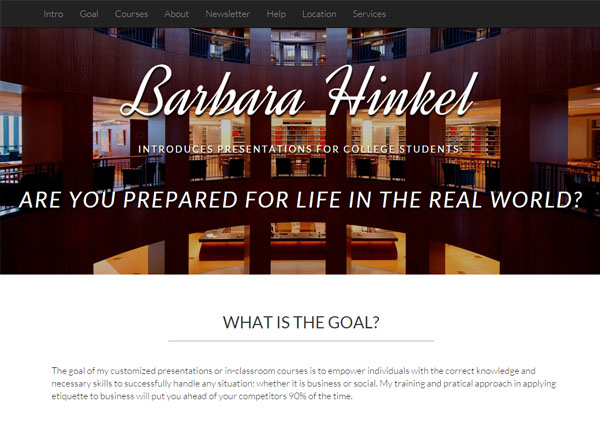 Intro Goal Courses About Newsletter Help Location Services
Barbara Hinkel
INTRODUCES PRESENTATIONS FOR COLLEGE STUDENTS:
ARE YOU PREPARED FOR LIFE IN THE REAL WORLD?
WHAT IS THE GOAL?
The goal of my customized presentations or in-classroom courses is to empower individuals with the correct knowledge and
necessary skills to successfully handle any situation; whether it is business or social. My training and pratical approach in applying
etiquette to business will put you ahead of your competitors 90% of the time.